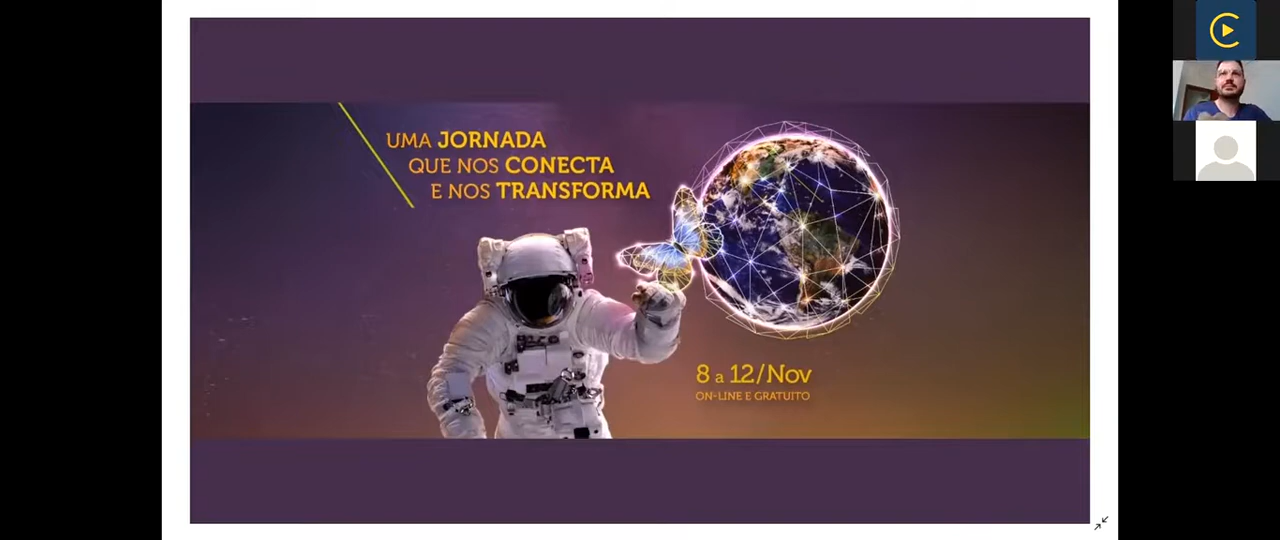 UMA JORNADA
QUE NOS CONECTA
E NOS TRANSFORMA
8 a 12/Nov
ON-LINE E GRATUITO